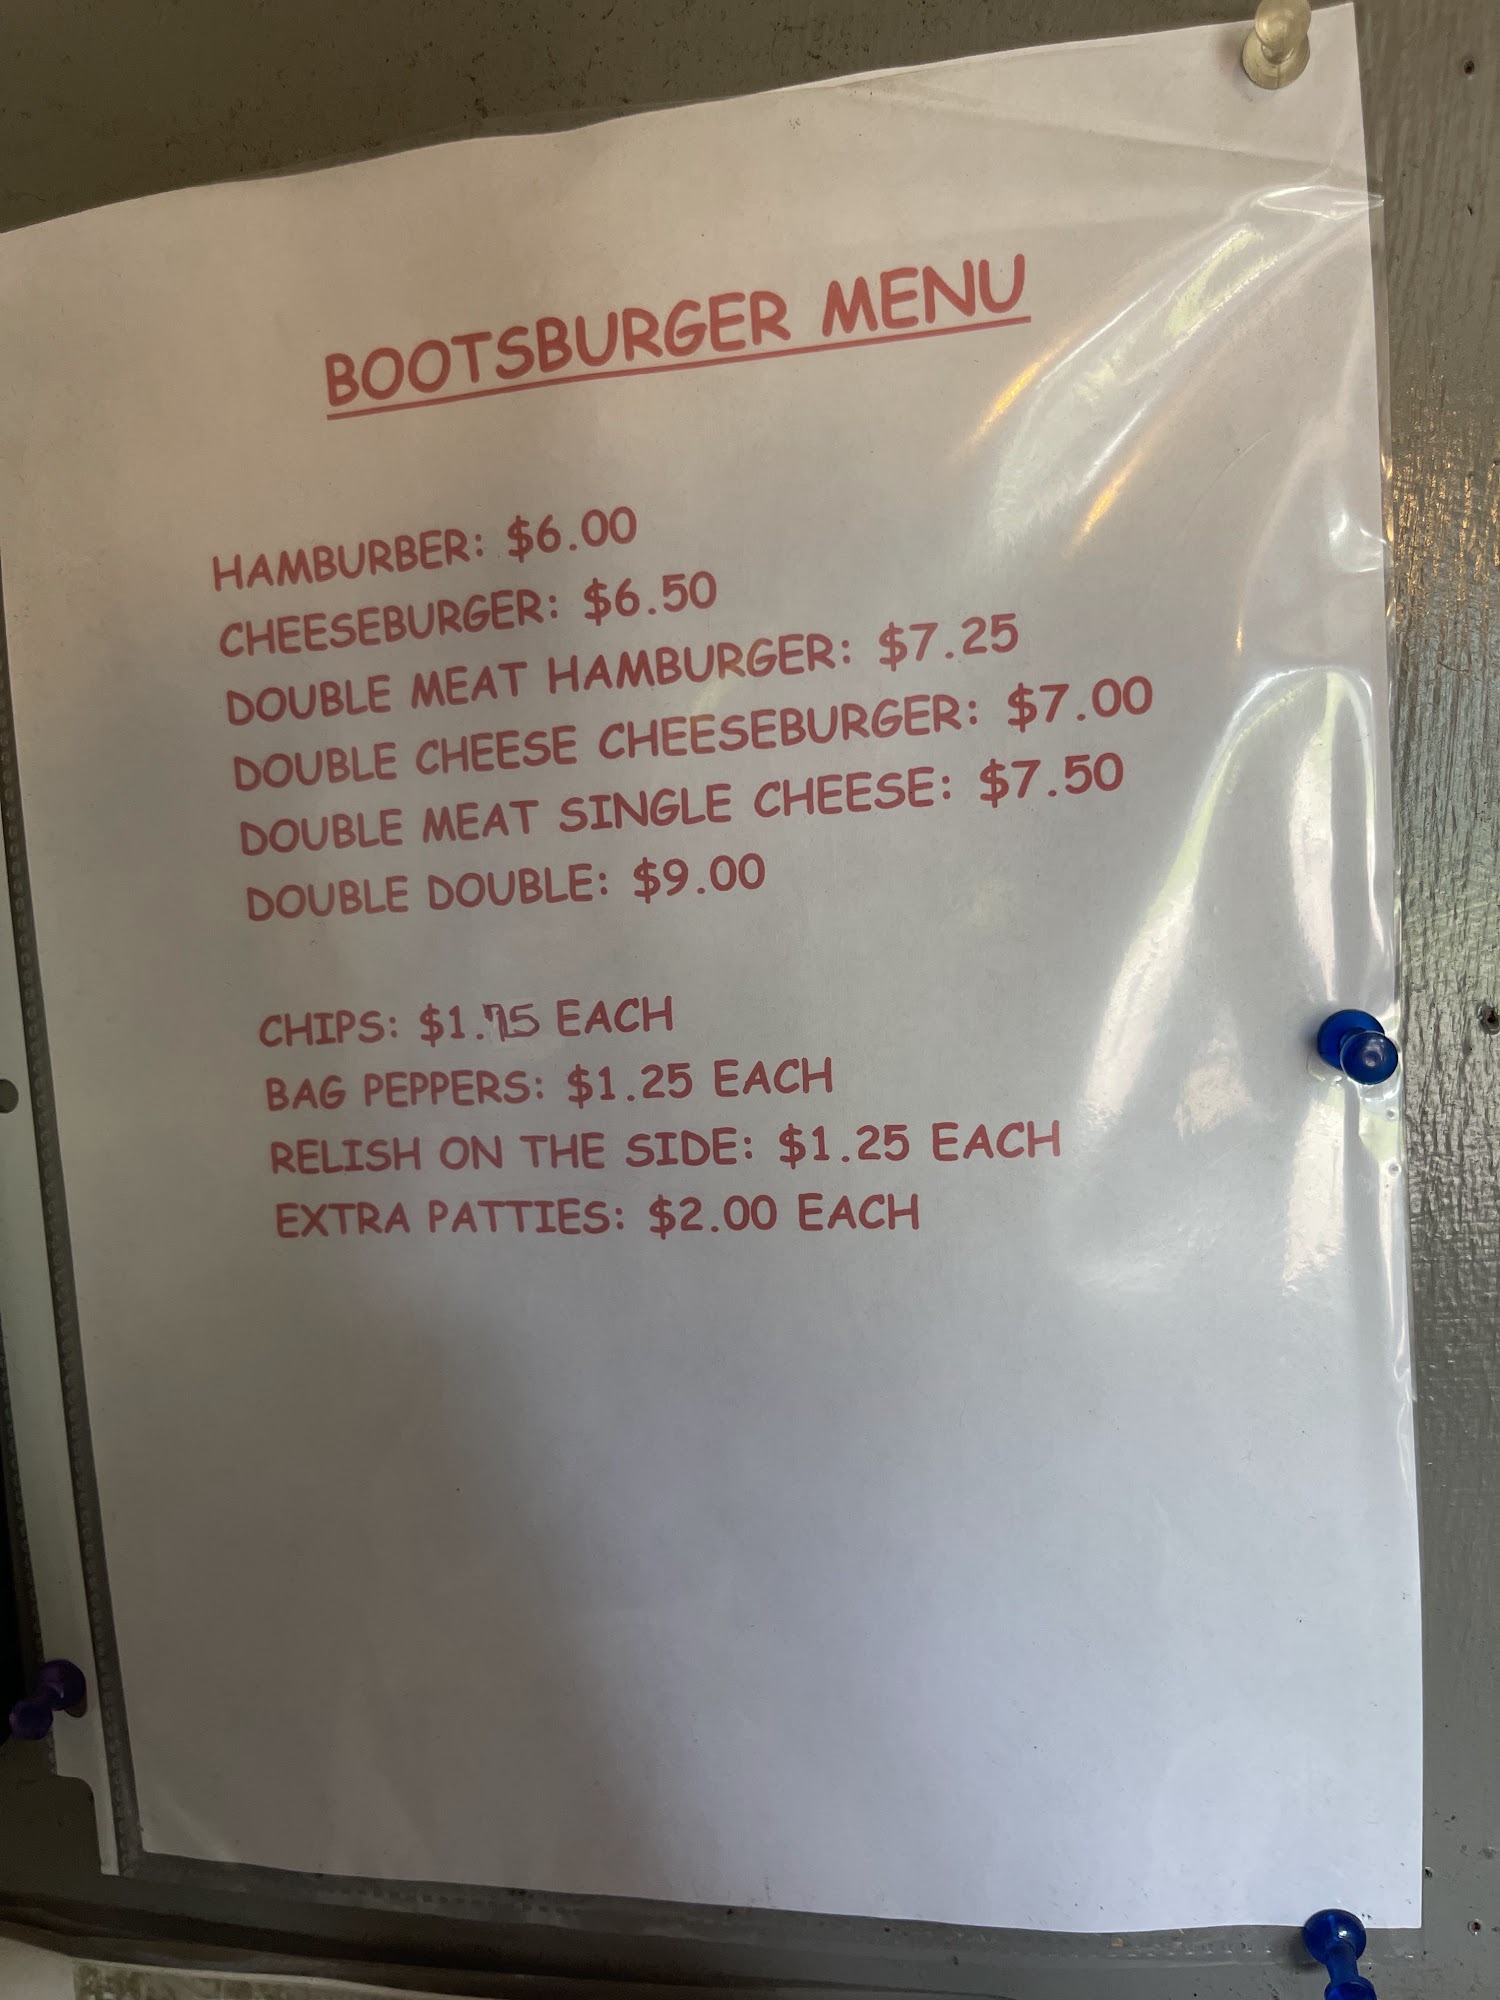 BOOTSBURGER MENU
HAMBURBER: $6.00
CHEESEBURGER: $6.50
DOUBLE MEAT HAMBURGER: $7.25
DOUBLE CHEESE CHEESEBURGER: $7.00
DOUBLE MEAT SINGLE CHEESE: $7.50
DOUBLE DOUBLE: $9.00
CHIPS: $1.75 EACH
BAG PEPPERS: $1.25 EACH
RELISH ON THE SIDE: $1.25 EACH
EXTRA PATTIES: $2.00 EACH